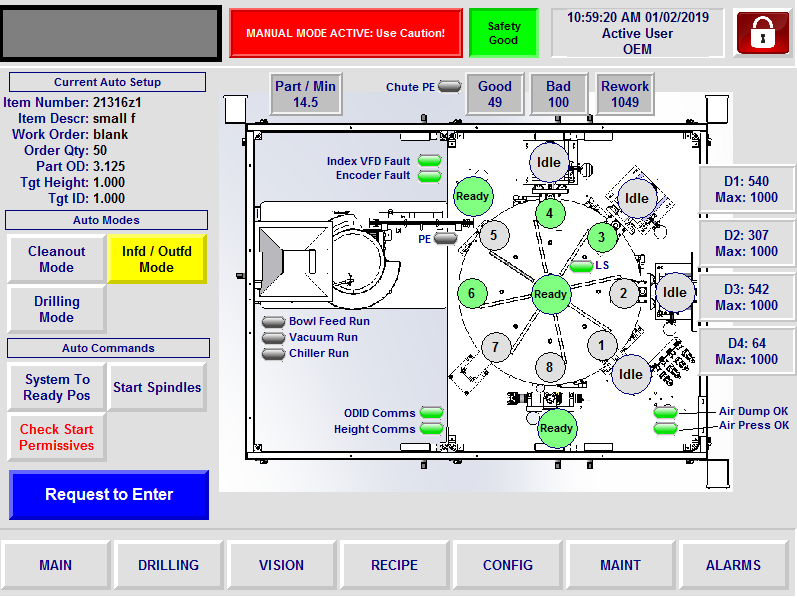 MANUAL MODE ACTIVE: Use Caution!
Safety
Good
10:59:20 AM 01/02/2019
Active User
OEM
Current Auto Setup
Item Number: 21316z1
Item Descr: small f
Work Order: blank
Order Qty: 50
Part OD: 3.125
Tgt Height: 1.000
Tgt ID: 1.000
Auto Modes
Cleanout
Mode
Infd / Outfd
Mode
Drilling
Mode
Auto Commands
System To
Ready Pos
Start Spindles
Check Start
Permissives
Request to Enter
Part / Min
14.5
Chute PE
Good
49
Bad
100
Rework
1049
Index VFD Fault
Encoder Fault
Idle
Ready
Idle
4
5
3
PE
LS
6
Ready
2
Idle
7
1
8
Idle
Bowl Feed Run
Vacuum Run
Chiller Run
ODID Comms
Height Comms
Ready
Air Dump OK
Air Press OK
D1: 540
Max: 1000
D2: 307
Max: 1000
D3: 542
Max: 1000
D4: 64
Max: 1000
MAIN
DRILLING
VISION
RECIPE
CONFIG
MAINT
ALARMS